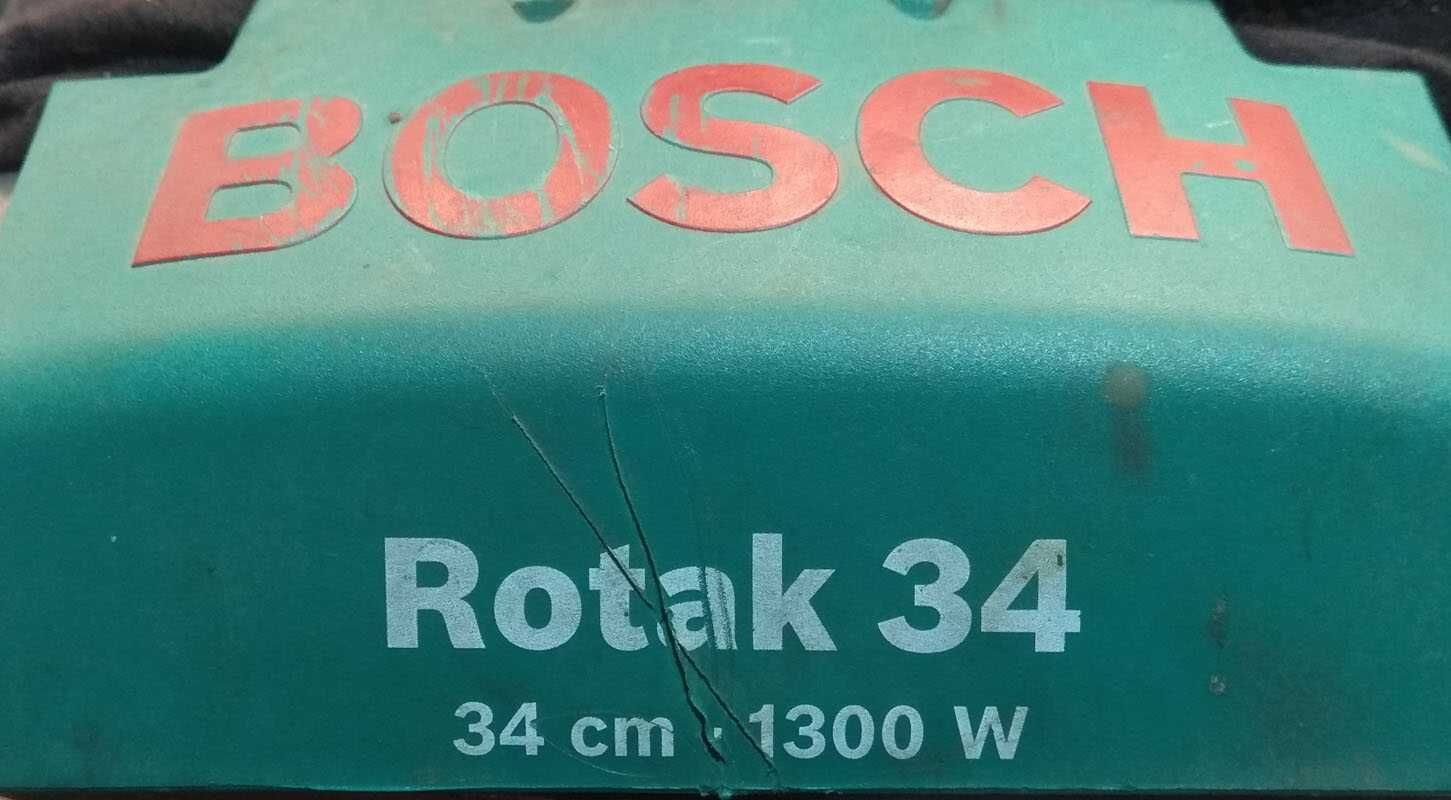 BOSCH
Rotak 34
34 cm · 1300 W